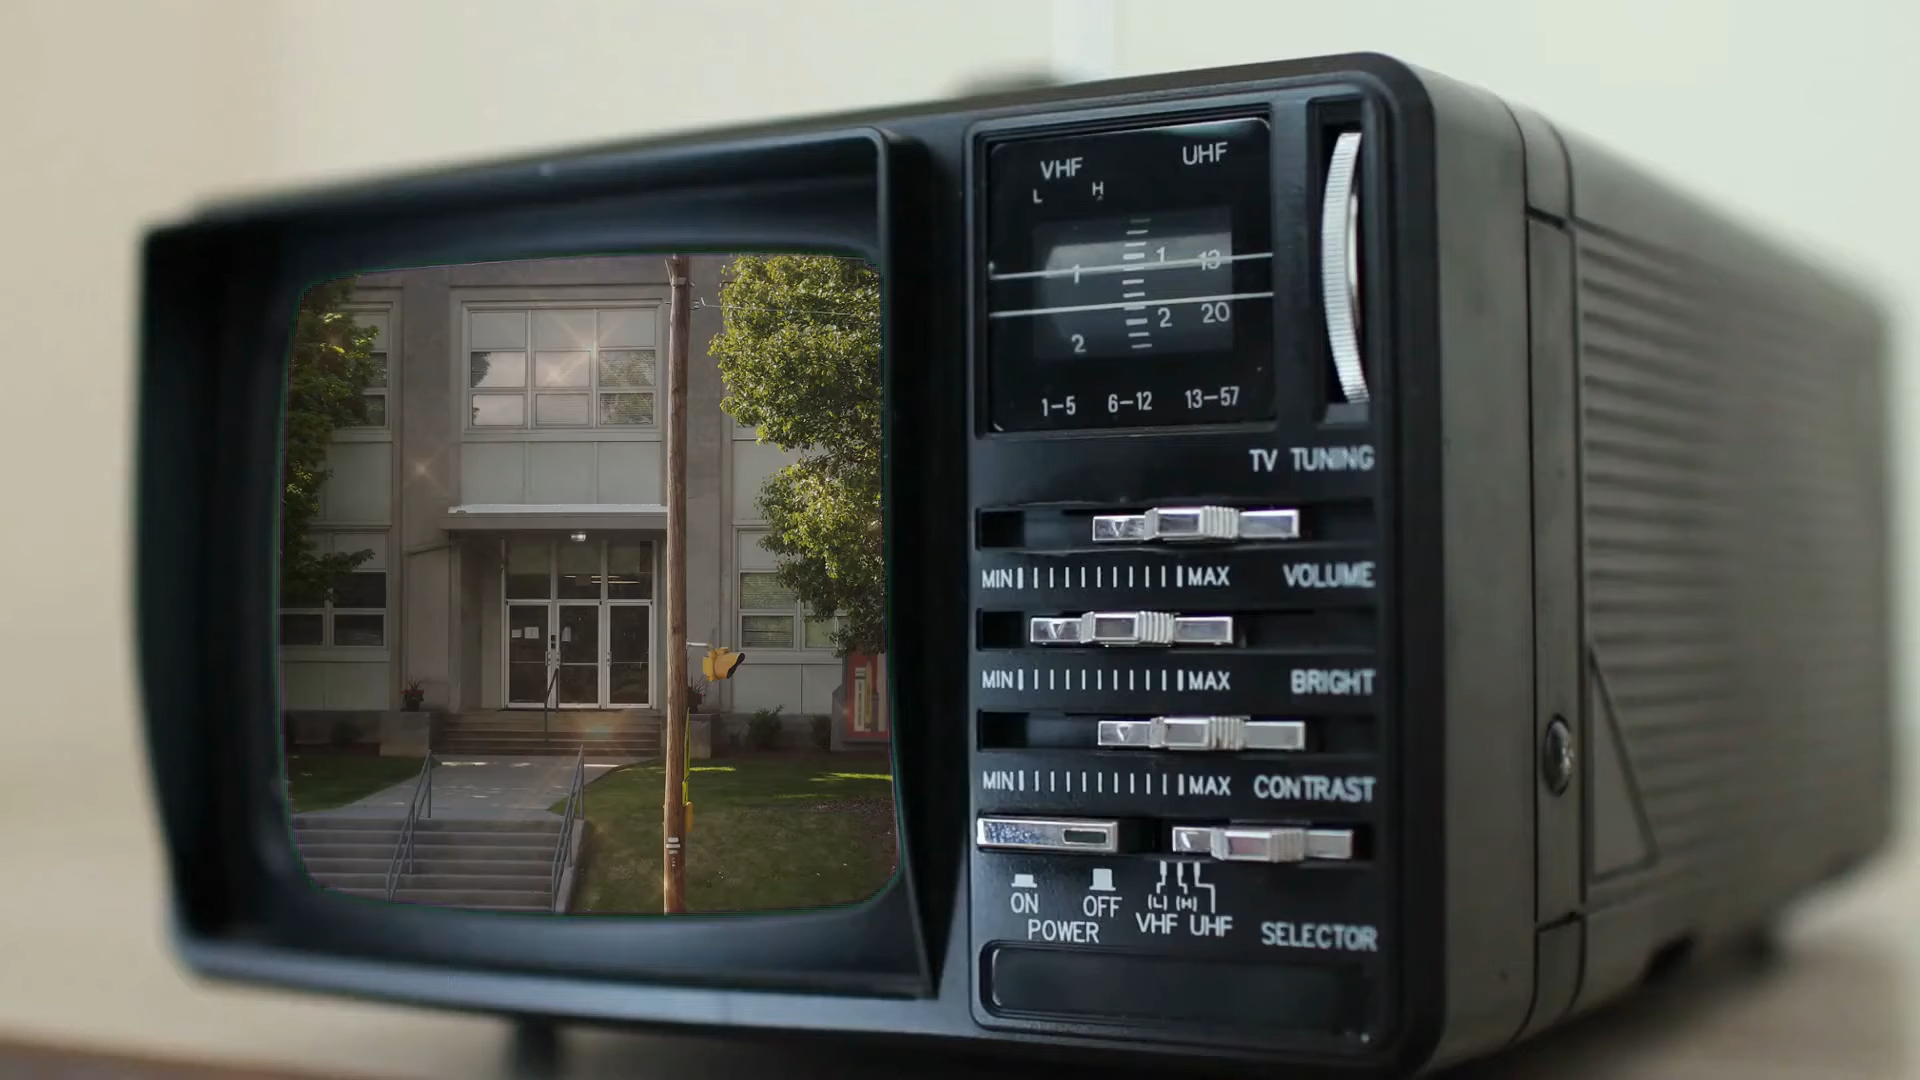 VHF UHF
L H
1 1 13
2 2 20
1-5 6-12 13-57
TV TUNING
MIN MAX VOLUME
MIN MAX BRIGHT
MIN MAX CONTRAST
ON OFF (L) (H)
POWER VHF UHF SELECTOR